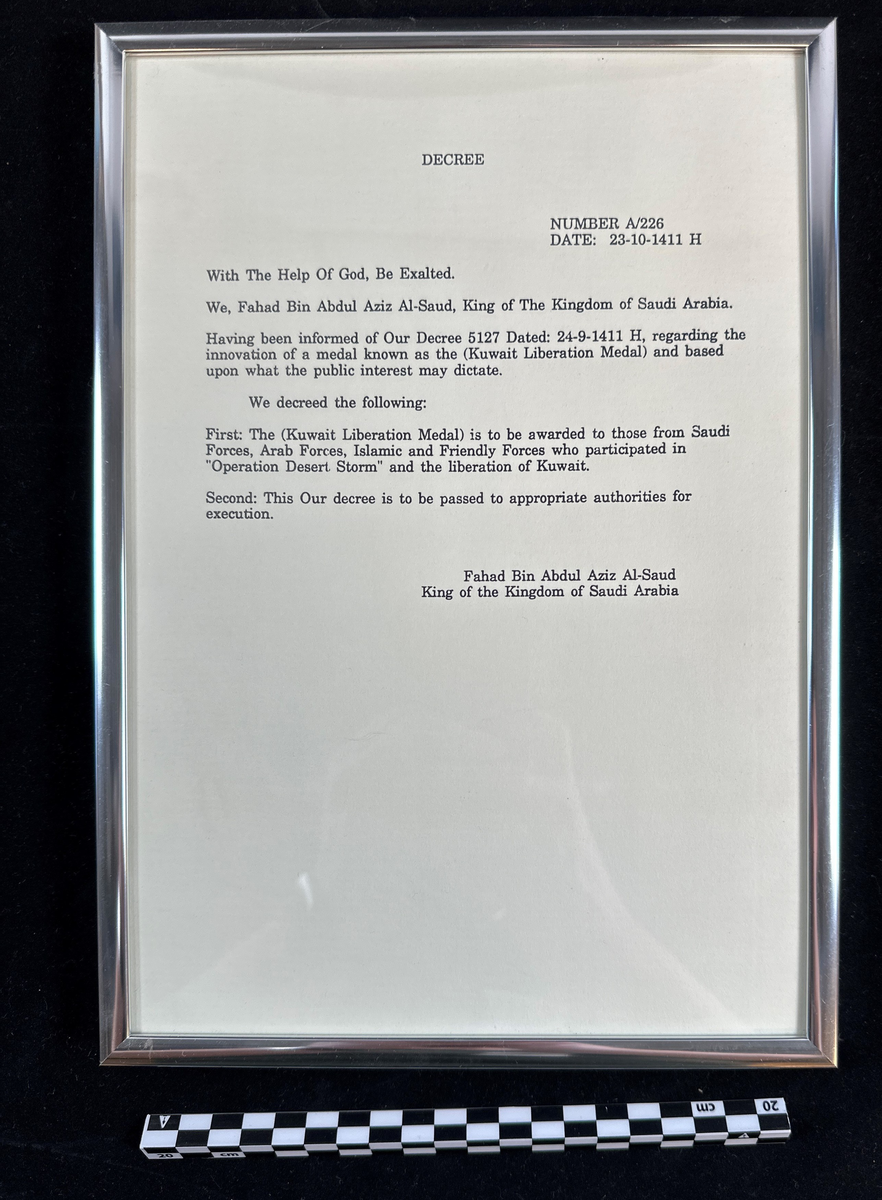 DECREE
NUMBER A/226
DATE: 23-10-1411 H
With The Help Of God, Be Exalted.
We, Fahad Bin Abdul Aziz Al-Saud, King of The Kingdom of Saudi Arabia.
Having been informed of Our Decree 5127 Dated: 24-9-1411 H, regarding the
innovation of a medal known as the (Kuwait Liberation Medal) and based
upon what the public interest may dictate.
We decreed the following:
First: The (Kuwait Liberation Medal) is to be awarded to those from Saudi
Forces, Arab Forces, Islamic and Friendly Forces who participated in
"Operation Desert Storm" and the liberation of Kuwait.
Second: This Our decree is to be passed to appropriate authorities for
execution.
Fahad Bin Abdul Aziz Al-Saud
King of the Kingdom of Saudi Arabia
cm 20
20 cm